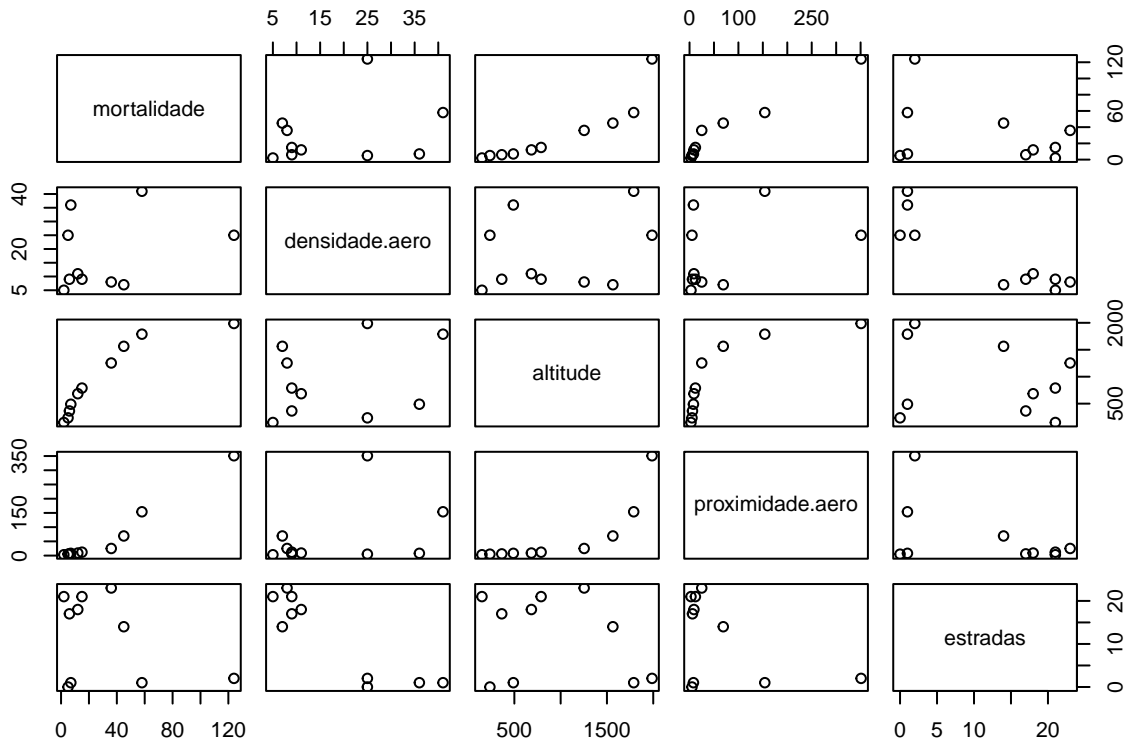 5 15 25 35
0 100 250
mortalidade
0 60 120
5 20 40
densidade.aero
altitude
500 2000
0 150 350
proximidade.aero
estradas
0 10 20
0 40 80 120
500 1500
0 5 10 20